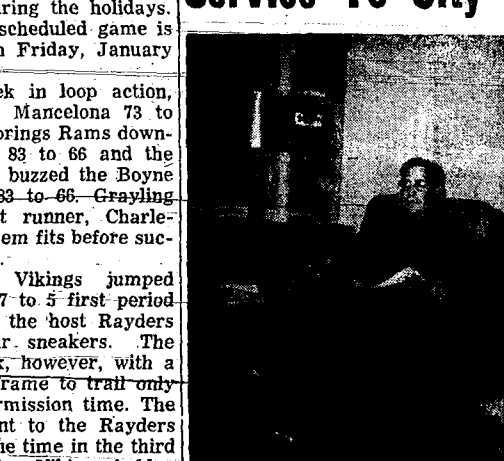 ring the holidays.
scheduled game is
Friday, January
ek in loop action,
Mancelona 73 to
prings Rams down-
83 to 66 and the
buzzed the Boyne
83 to 66. Grayling
t runner, Charle-
em fits before suc-
Vikings jumped
7 to 5 first period
the host Rayders
r sneakers. The
, however, with a
rame to trail only
rmission time. The
nt to the Rayders
he time in the third
Service To City